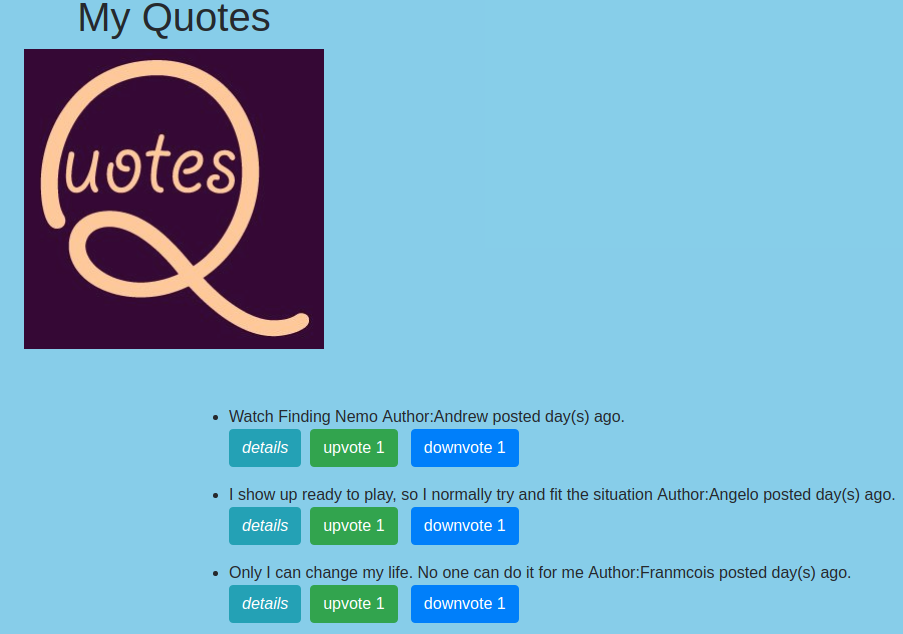 My Quotes
Quotes
Watch Finding Nemo Author:Andrew posted day(s) ago.
details upvote 1 downvote 1
I show up ready to play, so I normally try and fit the situation Author:Angelo posted day(s) ago.
details upvote 1 downvote 1
Only I can change my life. No one can do it for me Author:Franmcois posted day(s) ago.
details upvote 1 downvote 1